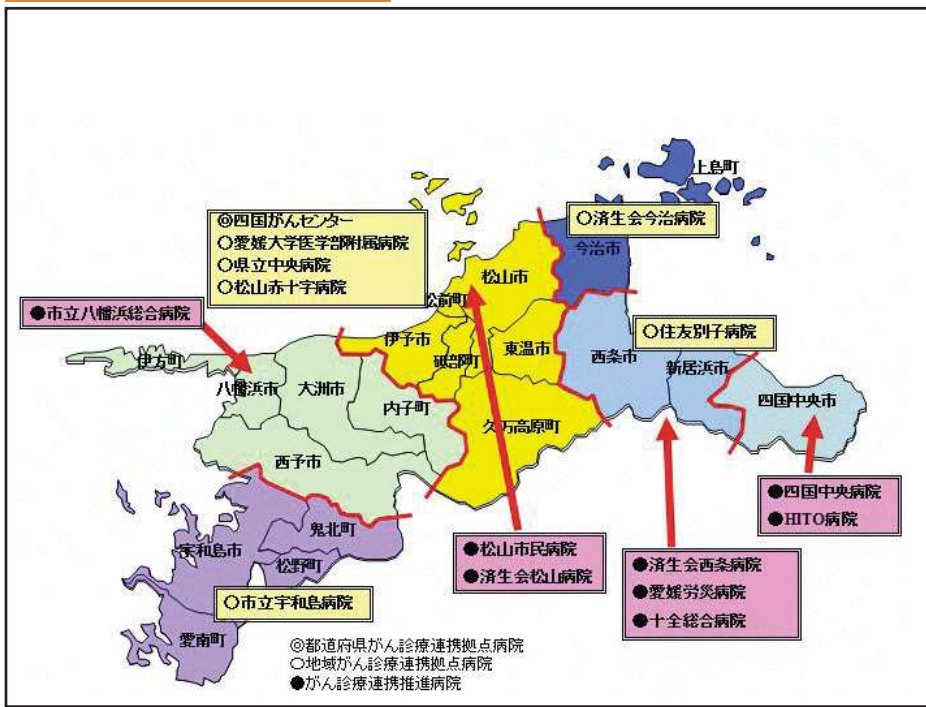 上島町
◎四国がんセンター
○愛媛大学医学部附属病院
○県立中央病院
○松山赤十字病院
○済生会今治病院
今治市
松山市
松前町
●市立八幡浜総合病院
伊予市
砥部町
東温市
西条市
○住友別子病院
新居浜市
伊方町
八幡浜市
大洲市
内子町
久万高原町
四国中央市
西予市
●四国中央病院
●HITO病院
鬼北町
宇和島市
松野町
●松山市民病院
●済生会松山病院
●済生会西条病院
●愛媛労災病院
●十全総合病院
○市立宇和島病院
愛南町
◎都道府県がん診療連携拠点病院
○地域がん診療連携拠点病院
●がん診療連携推進病院